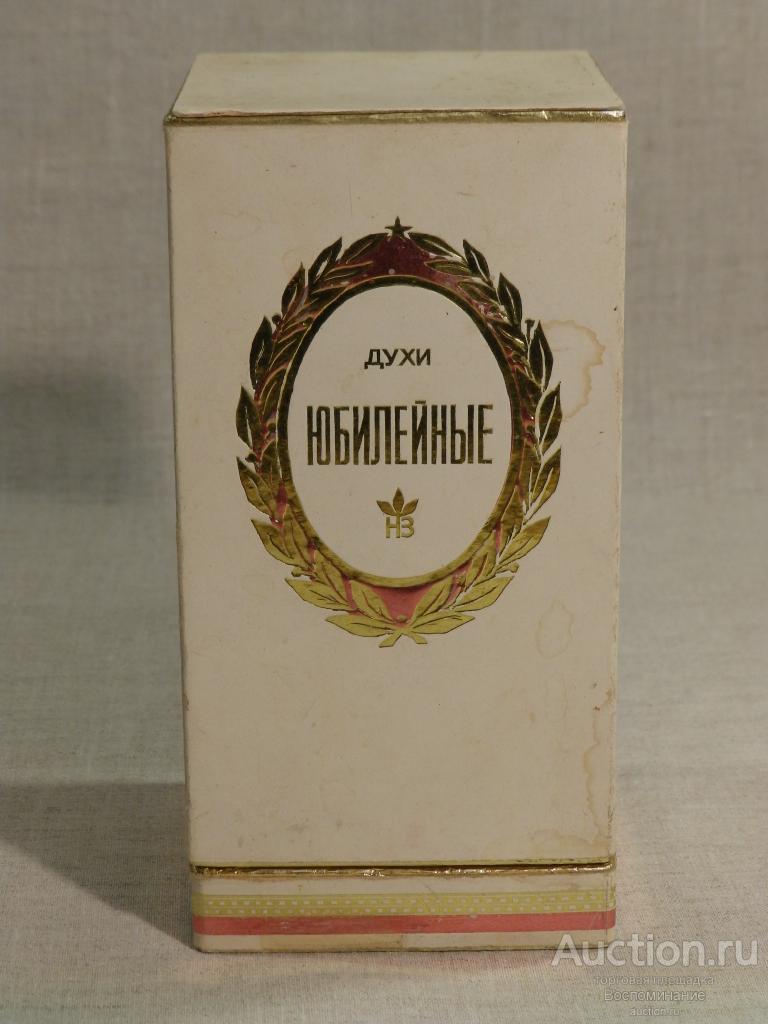 ДУХИ
ЮБИЛЕЙНЫЕ
НЗ
Auction.ru
торговая площадка
Воспоминание
auction.ru